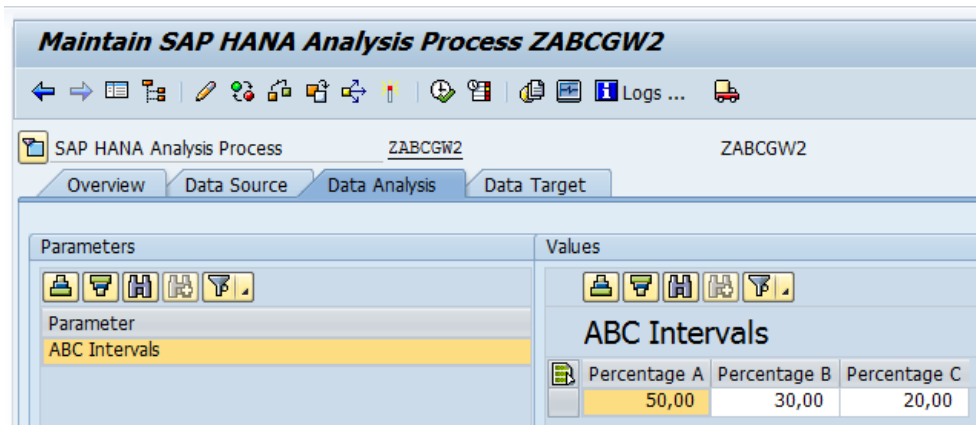 Maintain SAP HANA Analysis Process ZABCGW2
Logs ...
SAP HANA Analysis Process ZABCGW2 ZABCGW2
Overview Data Source Data Analysis Data Target
Parameters
Parameter
ABC Intervals
Values
ABC Intervals
Percentage A Percentage B Percentage C
50,00 30,00 20,00